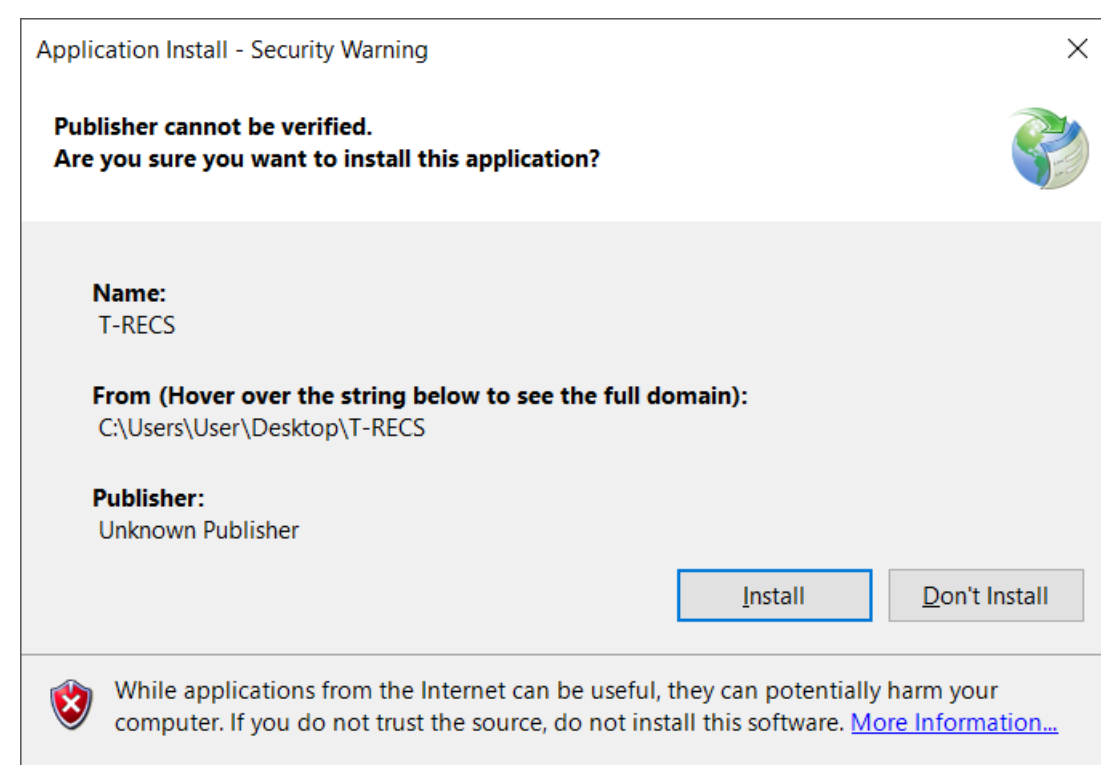 Application Install - Security Warning
Publisher cannot be verified.
Are you sure you want to install this application?
Name:
T-RECS
From (Hover over the string below to see the full domain):
C:\Users\User\Desktop\T-RECS
Publisher:
Unknown Publisher
Install
Don't Install
While applications from the Internet can be useful, they can potentially harm your
computer. If you do not trust the source, do not install this software. More Information...